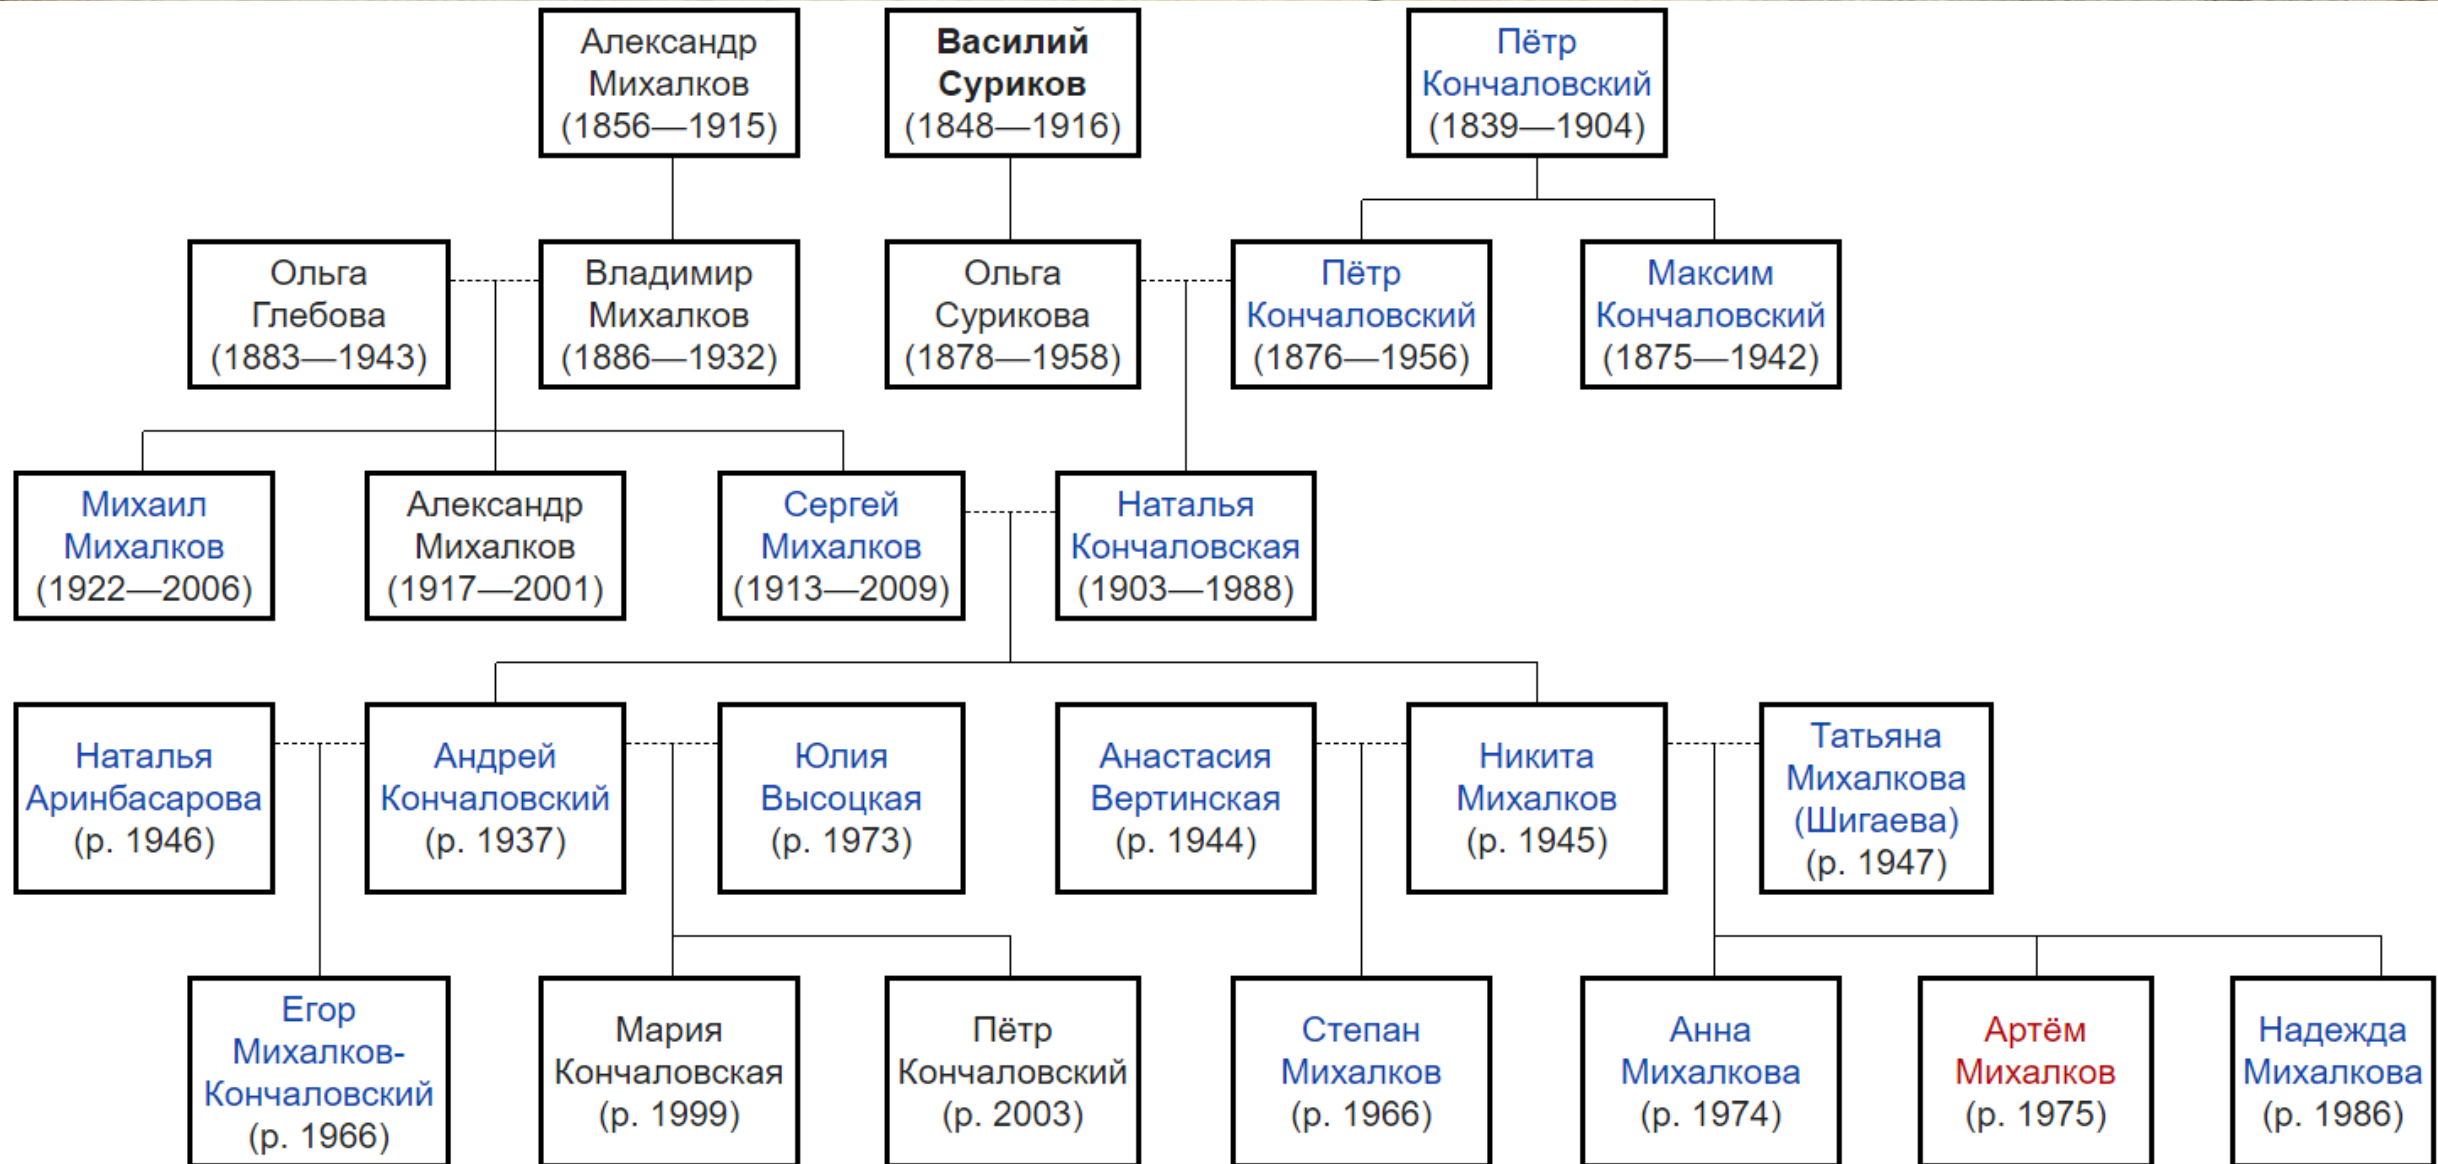 Александр
Михалков
(1856—1915)
Василий
Суриков
(1848—1916)
Пётр
Кончаловский
(1839—1904)
Ольга
Глебова
(1883—1943)
Владимир
Михалков
(1886—1932)
Ольга
Сурикова
(1878—1958)
Пётр
Кончаловский
(1876—1956)
Максим
Кончаловский
(1875—1942)
Михаил
Михалков
(1922—2006)
Александр
Михалков
(1917—2001)
Сергей
Михалков
(1913—2009)
Наталья
Кончаловская
(1903—1988)
Наталья
Аринбасарова
(р. 1946)
Андрей
Кончаловский
(р. 1937)
Юлия
Высоцкая
(р. 1973)
Анастасия
Вертинская
(р. 1944)
Никита
Михалков
(р. 1945)
Татьяна
Михалкова
(Шигаева)
(р. 1947)
Егор
Михалков-
Кончаловский
(р. 1966)
Мария
Кончаловская
(р. 1999)
Пётр
Кончаловский
(р. 2003)
Степан
Михалков
(р. 1966)
Анна
Михалкова
(р. 1974)
Артём
Михалков
(р. 1975)
Надежда
Михалкова
(р. 1986)